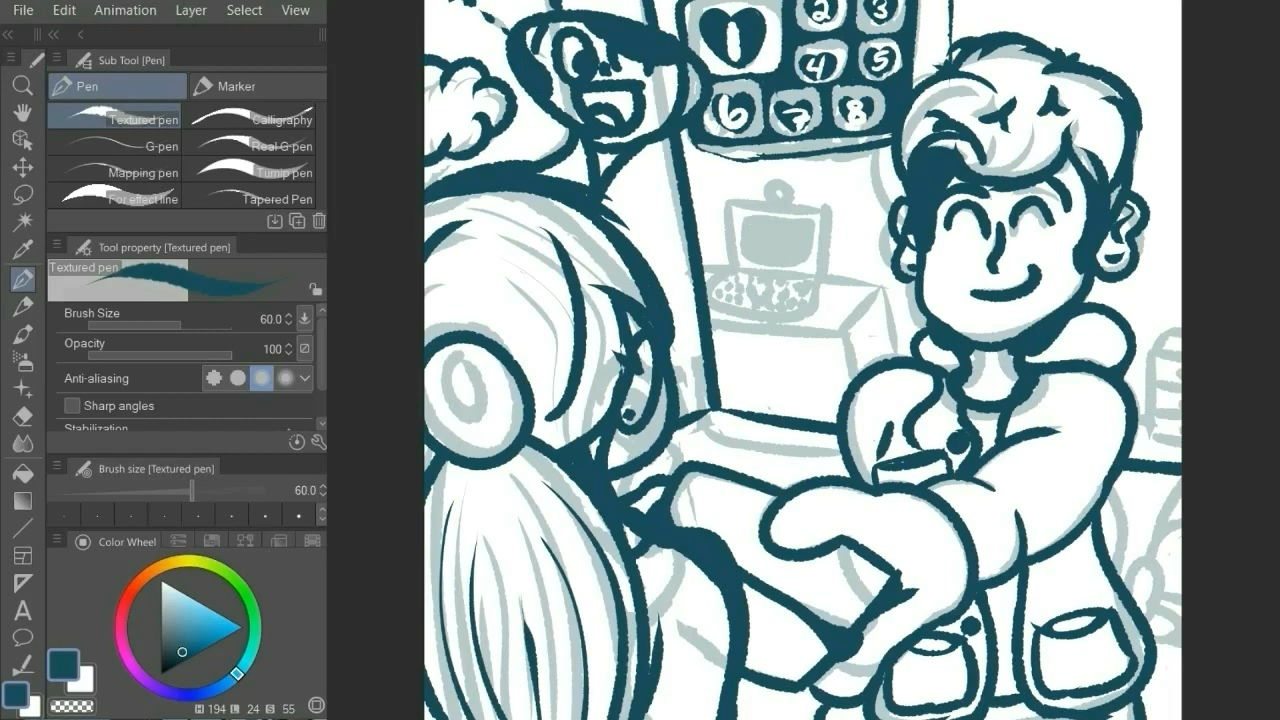 File Edit Animation Layer Select View
Sub Tool [Pen]
Pen Marker
Textured pen Calligraphy
G-pen Real G-pen
Mapping pen Turnip pen
For effect line Tapered Pen
Tool property [Textured pen]
Textured pen
Brush Size 60.0
Opacity 100
Anti-aliasing
Sharp angles
Stabilization
Brush size [Textured pen]
60.0
Color Wheel
H 194 L 24 S 55
1 2 3
4 5
6 7 8